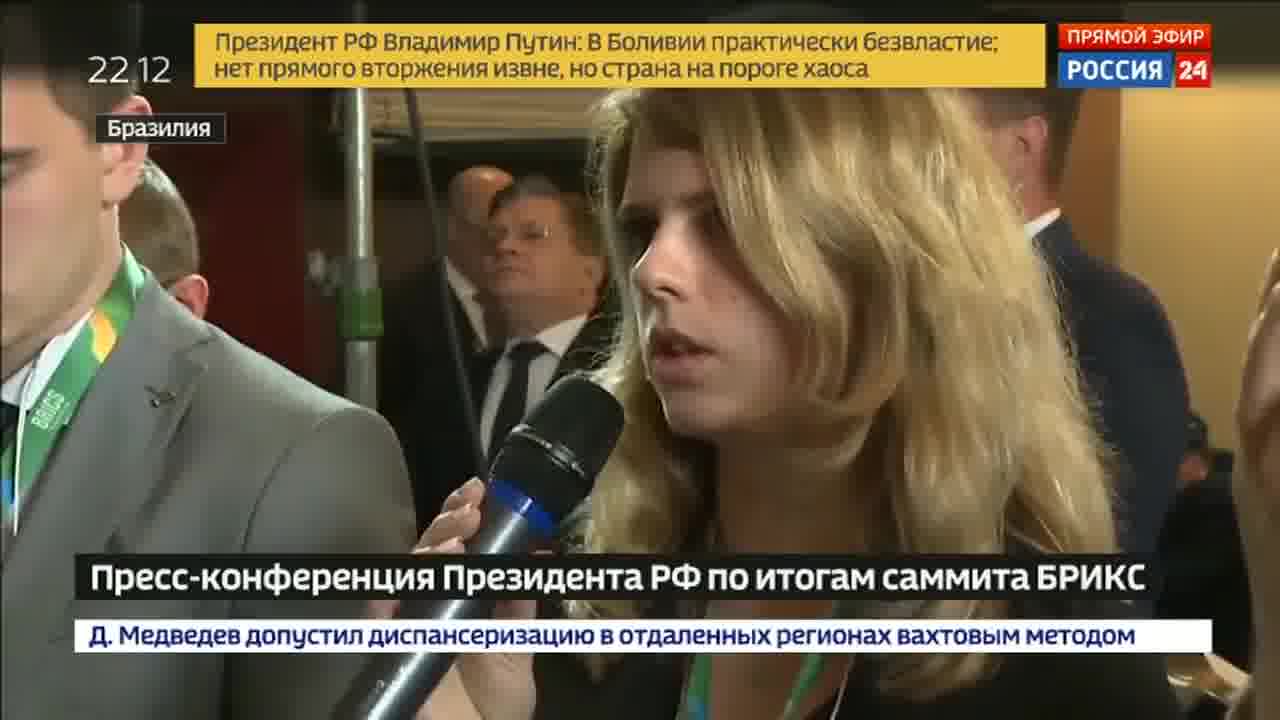 22:12
Президент РФ Владимир Путин: В Боливии практически безвластие;
нет прямого вторжения извне, но страна на пороге хаоса
ПРЯМОЙ ЭФИР
РОССИЯ 24
Бразилия
BRICS
Пресс-конференция Президента РФ по итогам саммита БРИКС
Д. Медведев допустил диспансеризацию в отдаленных регионах вахтовым методом